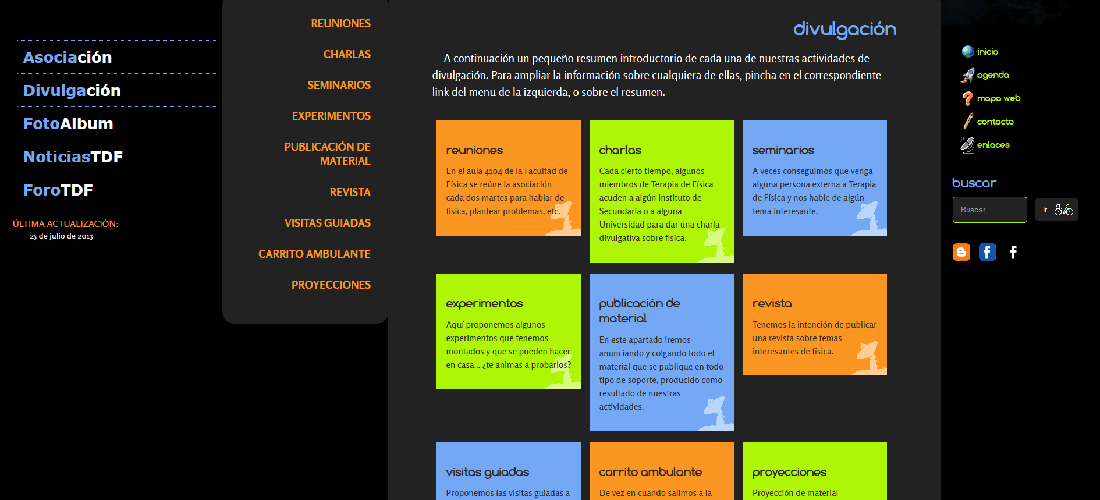 Asociación
Divulgación
FotoAlbum
NoticiasTDF
ForoTDF
ÚLTIMA ACTUALIZACIÓN:
25 de julio de 2013
REUNIONES
CHARLAS
SEMINARIOS
EXPERIMENTOS
PUBLICACIÓN DE
MATERIAL
REVISTA
VISITAS GUIADAS
CARRITO AMBULANTE
PROYECCIONES
divulgación
A continuación un pequeño resumen introductorio de cada una de nuestras actividades de
divulgación. Para ampliar la información sobre cualquiera de ellas, pincha en el correspondiente
link del menu de la izquierda, o sobre el resumen.
reuniones
En el aula 4104 de la Facultad de
Física se reúne la asociación
cada dos martes para hablar de
física, plantear problemas, etc.
charlas
Cada cierto tiempo, algunos
miembros de Terapia de Física
acuden a algún Instituto de
Secundaria o a alguna
Universidad para dar una charla
divulgativa sobre física.
seminarios
A veces conseguimos que venga
alguna persona externa a Terapia
de Física y nos hable de algún
tema interesante.
experimentos
Aquí proponemos algunos
experimentos que tenemos
montados y que se pueden hacer
en casa... ¿te animas a probarlos?
publicación de
material
En este apartado iremos
anunciando y colgando todo el
material que se publique en todo
tipo de soporte, producido como
resultado de nuestras
actividades.
revista
Tenemos la intención de publicar
una revista sobre temas
interesantes de física.
visitas guiadas
Proponemos las visitas guiadas a
carrito ambulante
De vez en cuando salimos a la
proyecciones
Proyección de material
inicio
agenda
mapa web
contacto
enlaces
buscar
Buscar